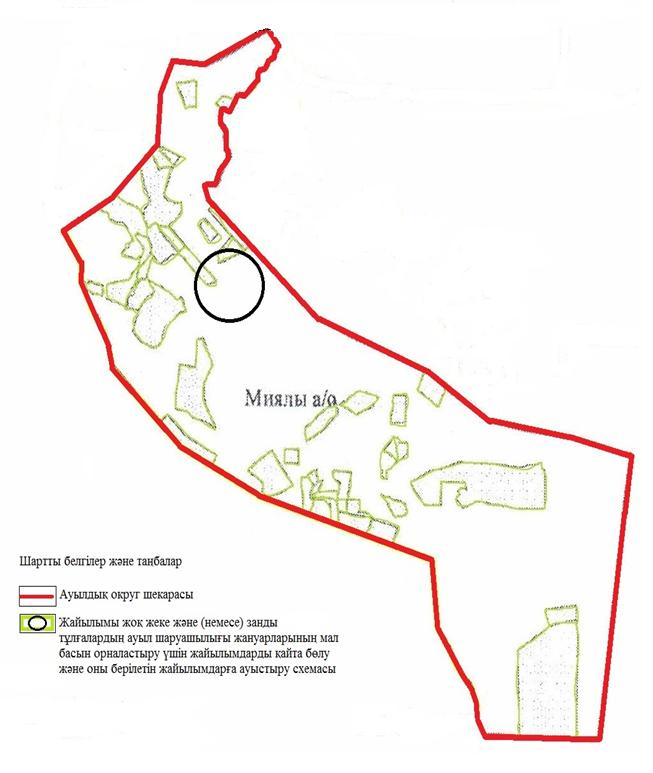 Миялы а/о
Шартты белгілер және таңбалар
Ауылдық округ шекарасы
Жайылымы жоқ жеке және (немесе) занды
тұлғалардың ауыл шаруашылығы жануарларының мал
басын орналастыру үшін жайылымдарды қайта бөлу
және оны берілетін жайылымдарға ауыстыру схемасы